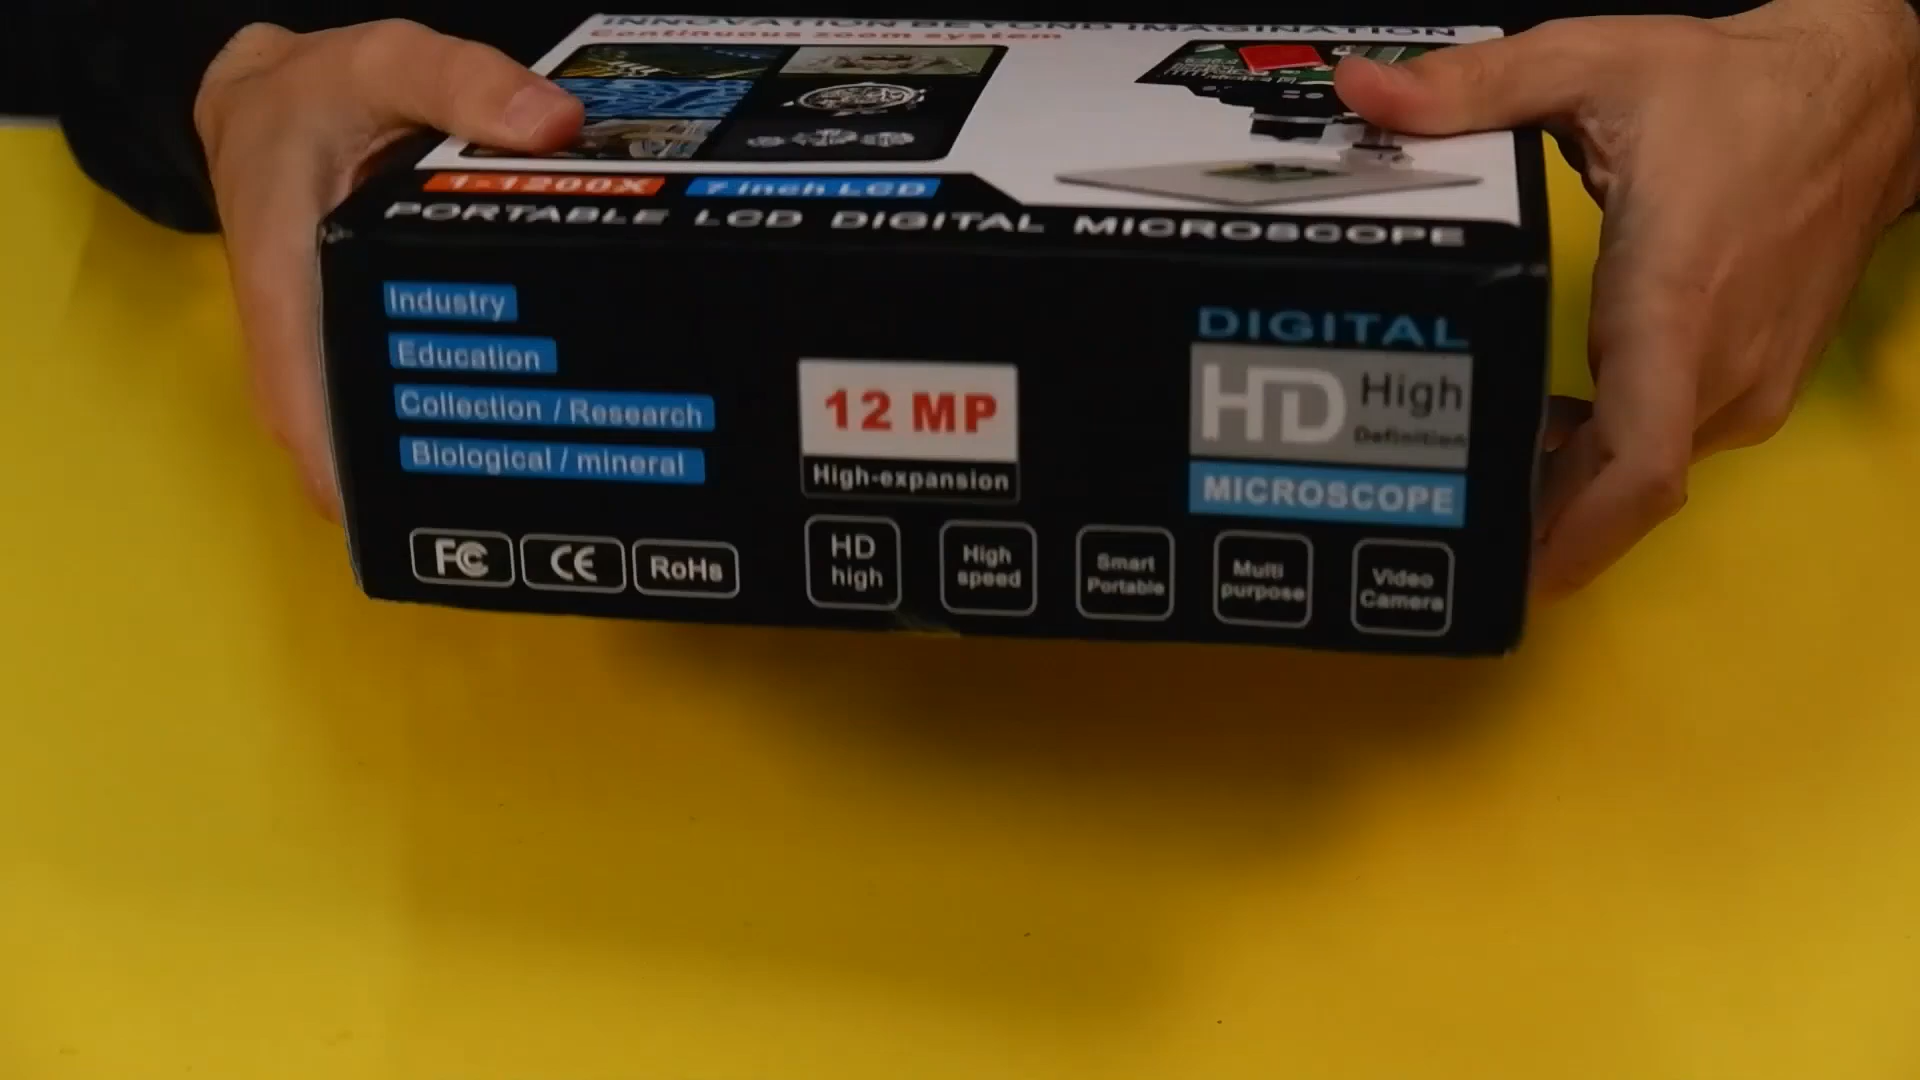 INNOVATION BEYOND IMAGINATION
Continuous zoom system
1-1200X
7 inch LCD
PORTABLE LCD DIGITAL MICROSCOPE
Industry
Education
Collection / Research
Biological / mineral
12 MP
High-expansion
DIGITAL
HD High
Definition
MICROSCOPE
FC
CE
RoHs
HD
high
High
speed
Smart
Portable
Multi
purpose
Video
Camera